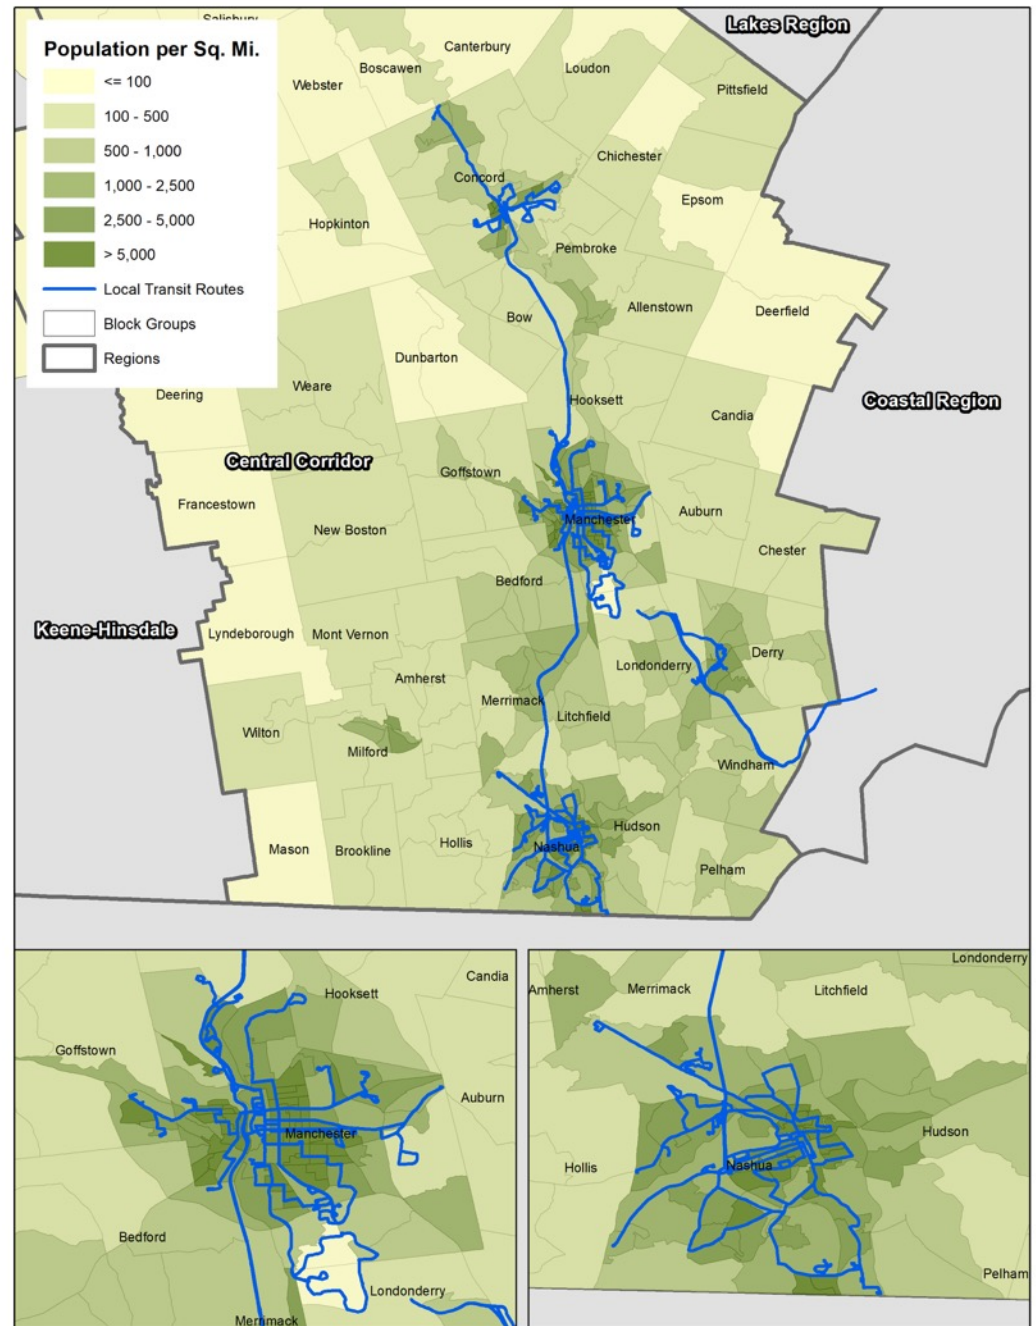 Salisbury
Lakes Region
Population per Sq. Mi.
<= 100
100 - 500
500 - 1,000
1,000 - 2,500
2,500 - 5,000
> 5,000
Local Transit Routes
Block Groups
Regions
Canterbury
Boscawen
Loudon
Webster
Pittsfield
Chichester
Concord
Epsom
Hopkinton
Pembroke
Allenstown
Deerfield
Bow
Dunbarton
Weare
Deering
Hooksett
Coastal Region
Candia
Central Corridor
Goffstown
Francestown
Auburn
Manchester
New Boston
Chester
Bedford
Keene-Hinsdale
Lyndeborough
Mont Vernon
Derry
Londonderry
Amherst
Merrimack
Litchfield
Wilton
Milford
Windham
Hudson
Hollis
Nashua
Mason
Brookline
Pelham
Candia
Hooksett
Goffstown
Auburn
Manchester
Bedford
Londonderry
Merrimack
Londonderry
Amherst
Merrimack
Litchfield
Hudson
Nashua
Hollis
Pelham